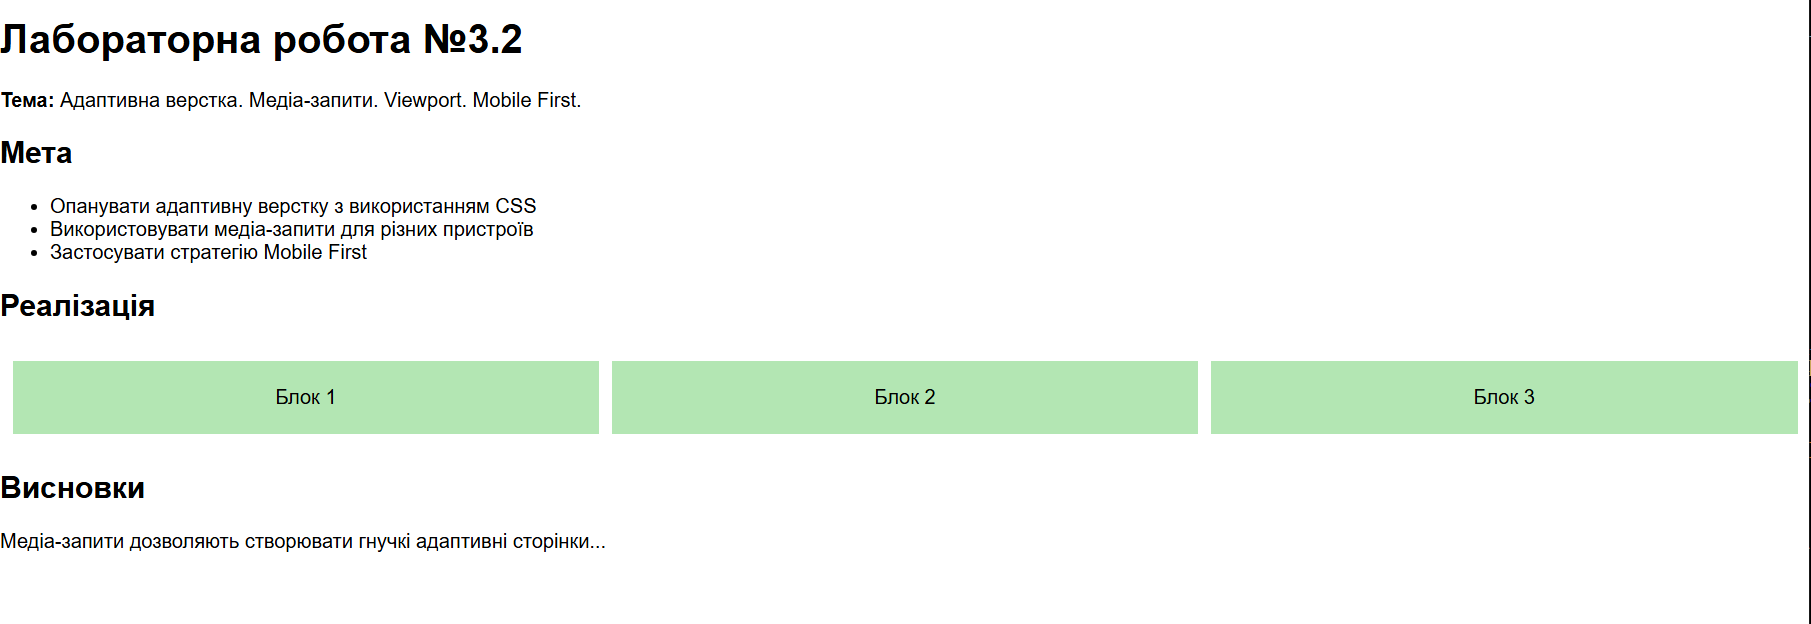 Лабораторна робота №3.2
Тема: Адаптивна верстка. Медіа-запити. Viewport. Mobile First.
Мета
• Опанувати адаптивну верстку з використанням CSS
• Використовувати медіа-запити для різних пристроїв
• Застосувати стратегію Mobile First
Реалізація
Блок 1 Блок 2 Блок 3
Висновки
Медіа-запити дозволяють створювати гнучкі адаптивні сторінки...